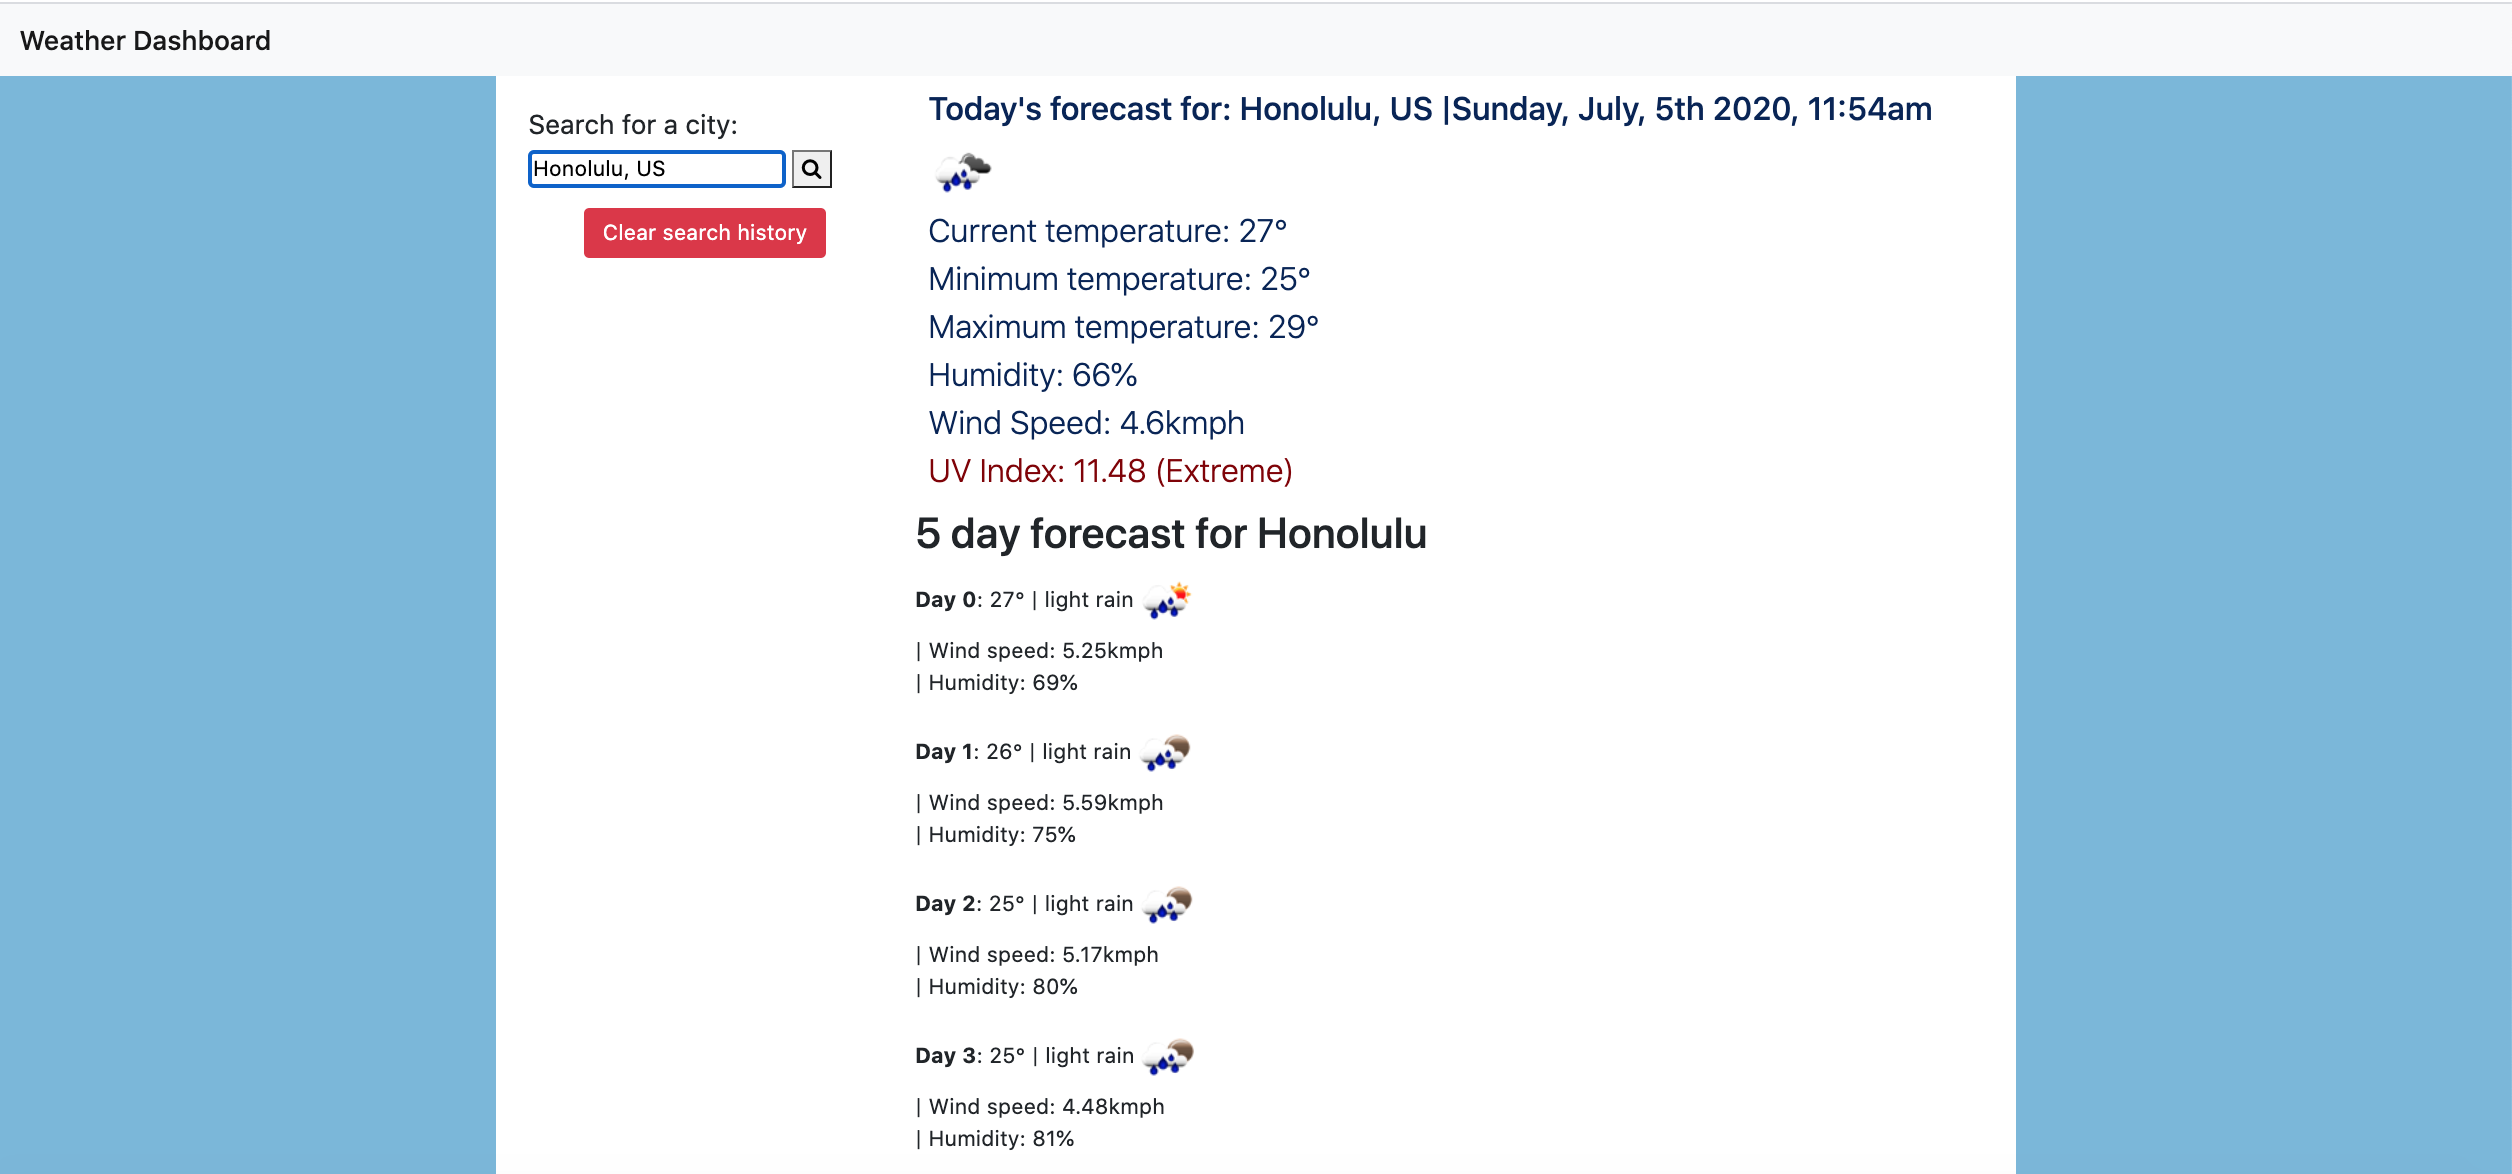 Weather Dashboard
Search for a city:
Honolulu, US
Clear search history
Today's forecast for: Honolulu, US |Sunday, July, 5th 2020, 11:54am
Current temperature: 27°
Minimum temperature: 25°
Maximum temperature: 29°
Humidity: 66%
Wind Speed: 4.6kmph
UV Index: 11.48 (Extreme)
5 day forecast for Honolulu
Day 0: 27° | light rain
| Wind speed: 5.25kmph
| Humidity: 69%
Day 1: 26° | light rain
| Wind speed: 5.59kmph
| Humidity: 75%
Day 2: 25° | light rain
| Wind speed: 5.17kmph
| Humidity: 80%
Day 3: 25° | light rain
| Wind speed: 4.48kmph
| Humidity: 81%